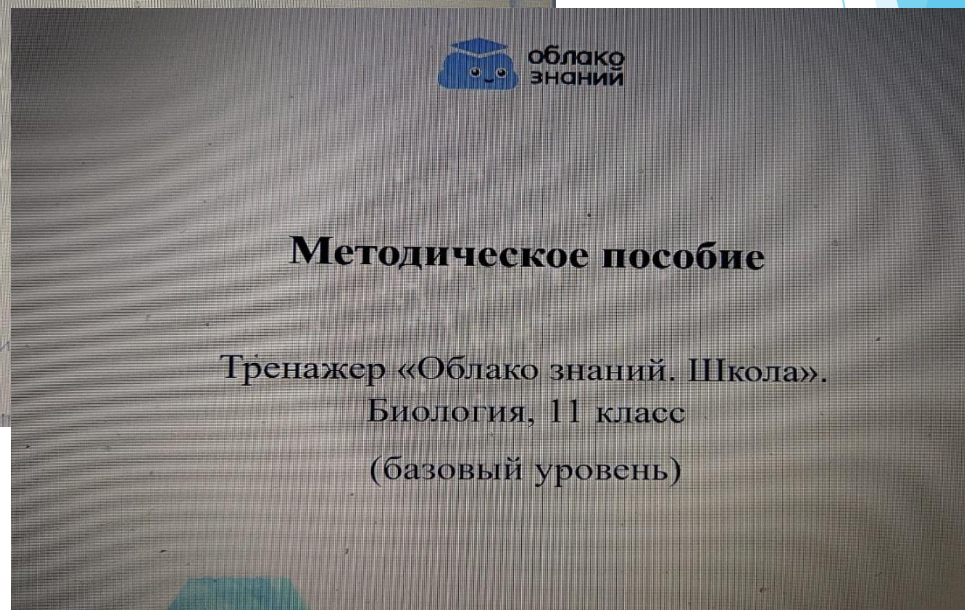 облако
знаний
Методическое пособие
Тренажер «Облако знаний. Школа».
Биология, 11 класс
(базовый уровень)